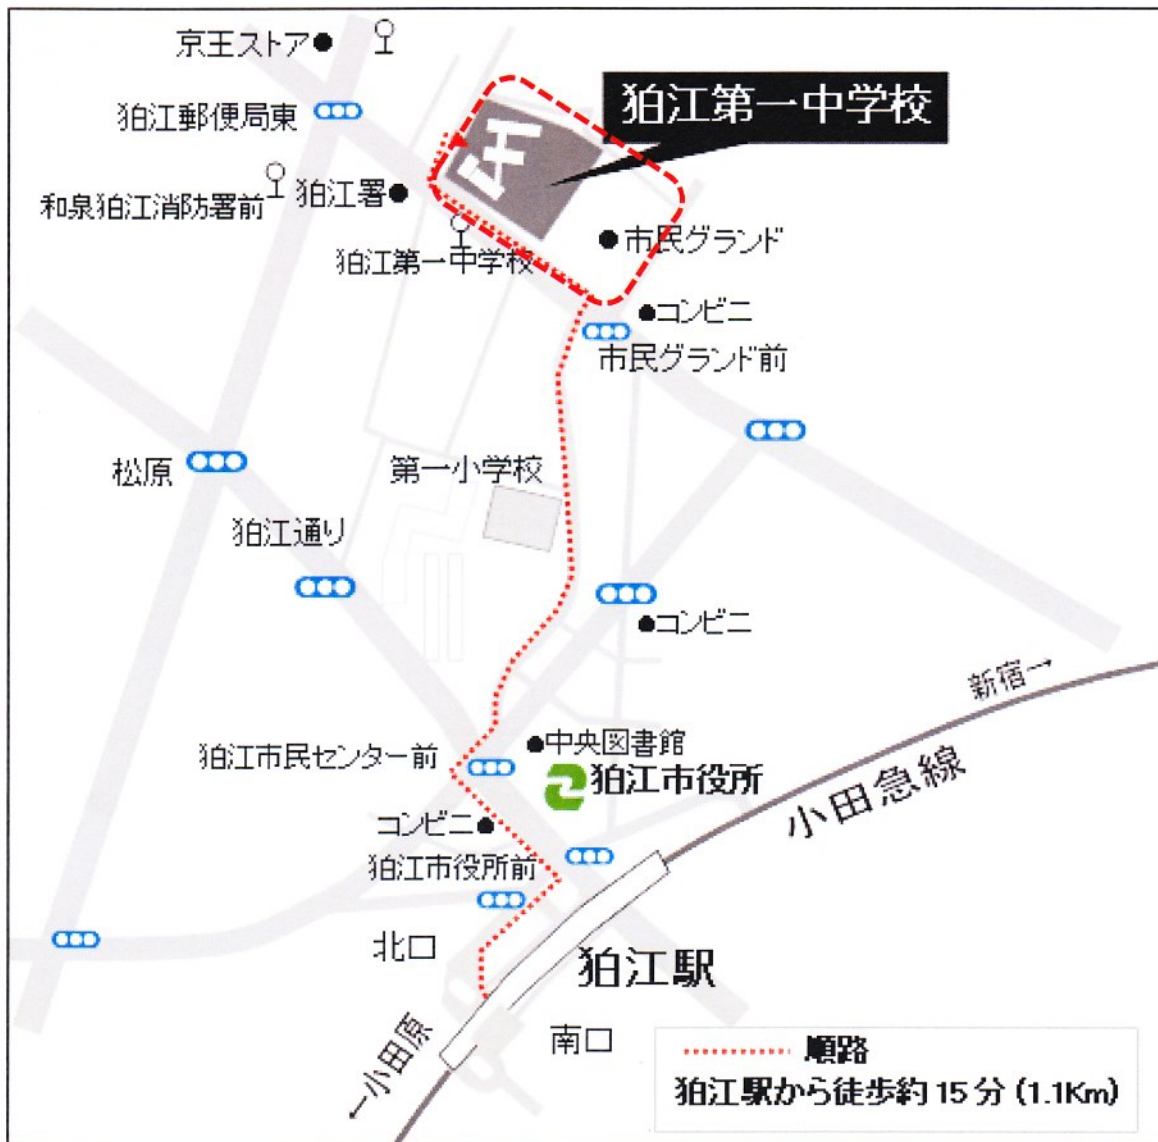 京王ストア
狛江第一中学校
狛江郵便局東
狛江署
和泉狛江消防署前
市民グランド
狛江第一中学校
コンビニ
市民グランド前
松原
第一小学校
狛江通り
コンビニ
新宿→
中央図書館
狛江市民センター前
狛江市役所
小田急線
コンビニ
狛江市役所前
北口
狛江駅
南口
←小田原
順路
狛江駅から徒歩約 15 分 (1.1Km)